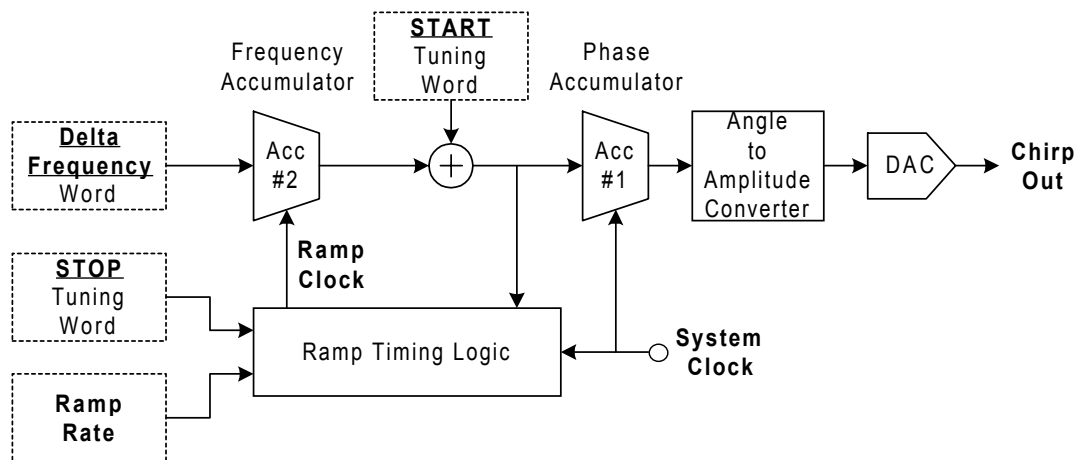 START
Tuning
Word
Frequency
Accumulator
Phase
Accumulator
Delta
Frequency
Word
Acc
#2
+
Acc
#1
Angle
to
Amplitude
Converter
DAC
Chirp
Out
STOP
Tuning
Word
Ramp
Clock
Ramp Timing Logic
System
Clock
Ramp
Rate